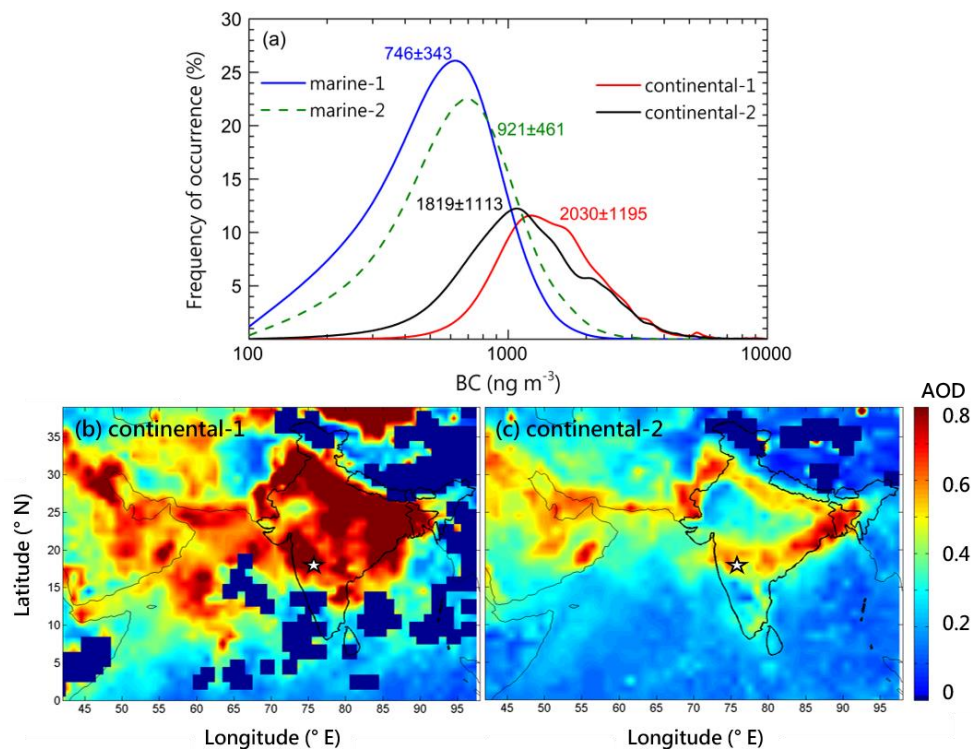 (a)
30
25
20
15
10
5
Frequency of occurrence (%)
746±343
marine-1
marine-2
921±461
continental-1
continental-2
1819±1113
2030±1195
100
1000
10000
BC (ng m⁻³)
(b) continental-1
35
30
25
20
15
10
5
0
Latitude (° N)
45 50 55 60 65 70 75 80 85 90 95
Longitude (° E)
(c) continental-2
45 50 55 60 65 70 75 80 85 90 95
Longitude (° E)
AOD
0.8
0.6
0.4
0.2
0